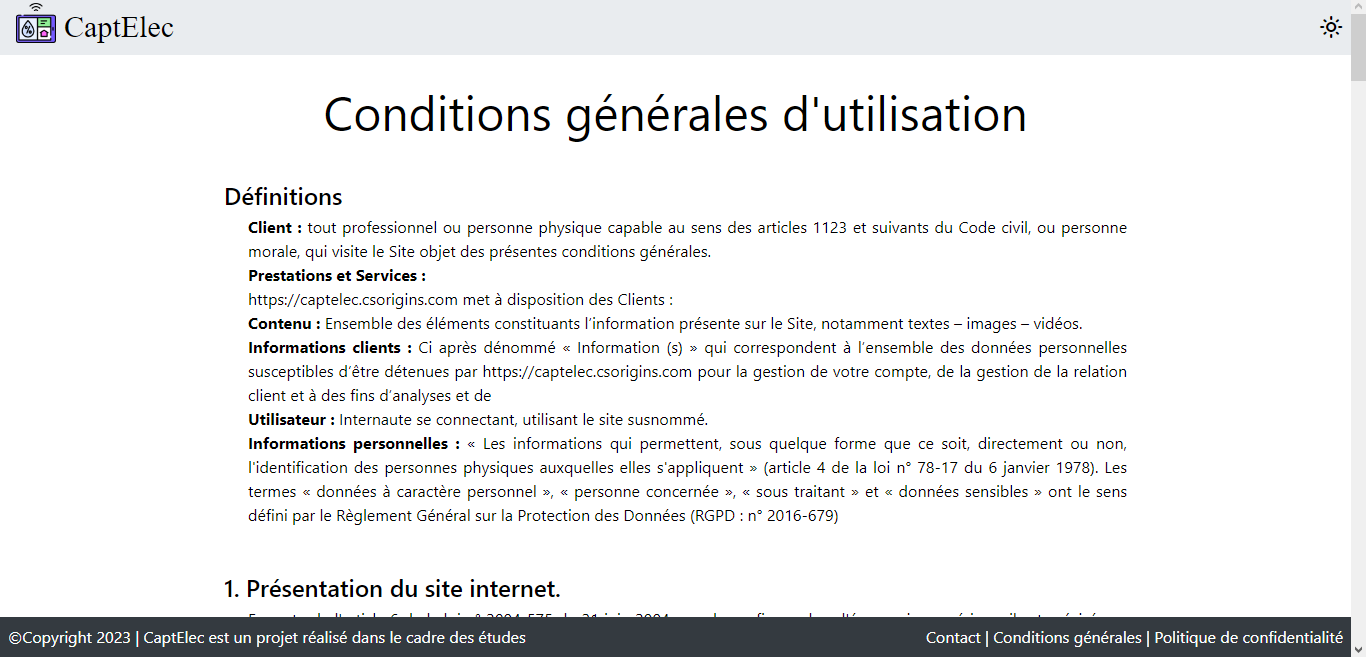 CaptElec
Conditions générales d'utilisation
Définitions
Client : tout professionnel ou personne physique capable au sens des articles 1123 et suivants du Code civil, ou personne
morale, qui visite le Site objet des présentes conditions générales.
Prestations et Services :
https://captelec.csorigins.com met à disposition des Clients :
Contenu : Ensemble des éléments constituants l'information présente sur le Site, notamment textes – images – vidéos.
Informations clients : Ci après dénommé « Information (s) » qui correspondent à l'ensemble des données personnelles
susceptibles d'être détenues par https://captelec.csorigins.com pour la gestion de votre compte, de la gestion de la relation
client et à des fins d'analyses et de
Utilisateur : Internaute se connectant, utilisant le site susnommé.
Informations personnelles : « Les informations qui permettent, sous quelque forme que ce soit, directement ou non,
l'identification des personnes physiques auxquelles elles s'appliquent » (article 4 de la loi n° 78-17 du 6 janvier 1978). Les
termes « données à caractère personnel », « personne concernée », « sous traitant » et « données sensibles » ont le sens
défini par le Règlement Général sur la Protection des Données (RGPD : n° 2016-679)
1. Présentation du site internet.
©Copyright 2023 | CaptElec est un projet réalisé dans le cadre des études
Contact | Conditions générales | Politique de confidentialité